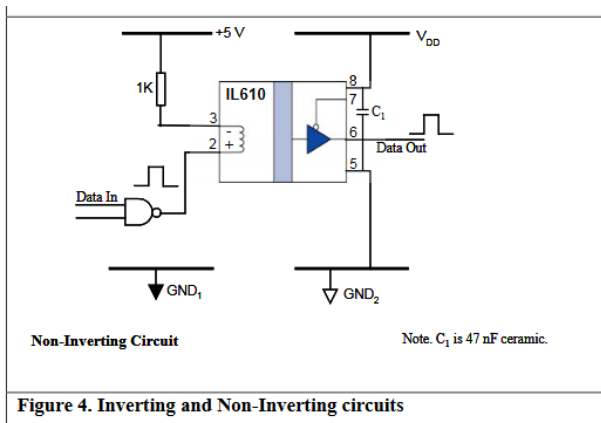 +5 V
V_DD
1K
IL610
8
7
C₁
3
-
6
2
+
Data Out
5
Data In
GND₁
GND₂
Non-Inverting Circuit
Note. C₁ is 47 nF ceramic.
Figure 4. Inverting and Non-Inverting circuits